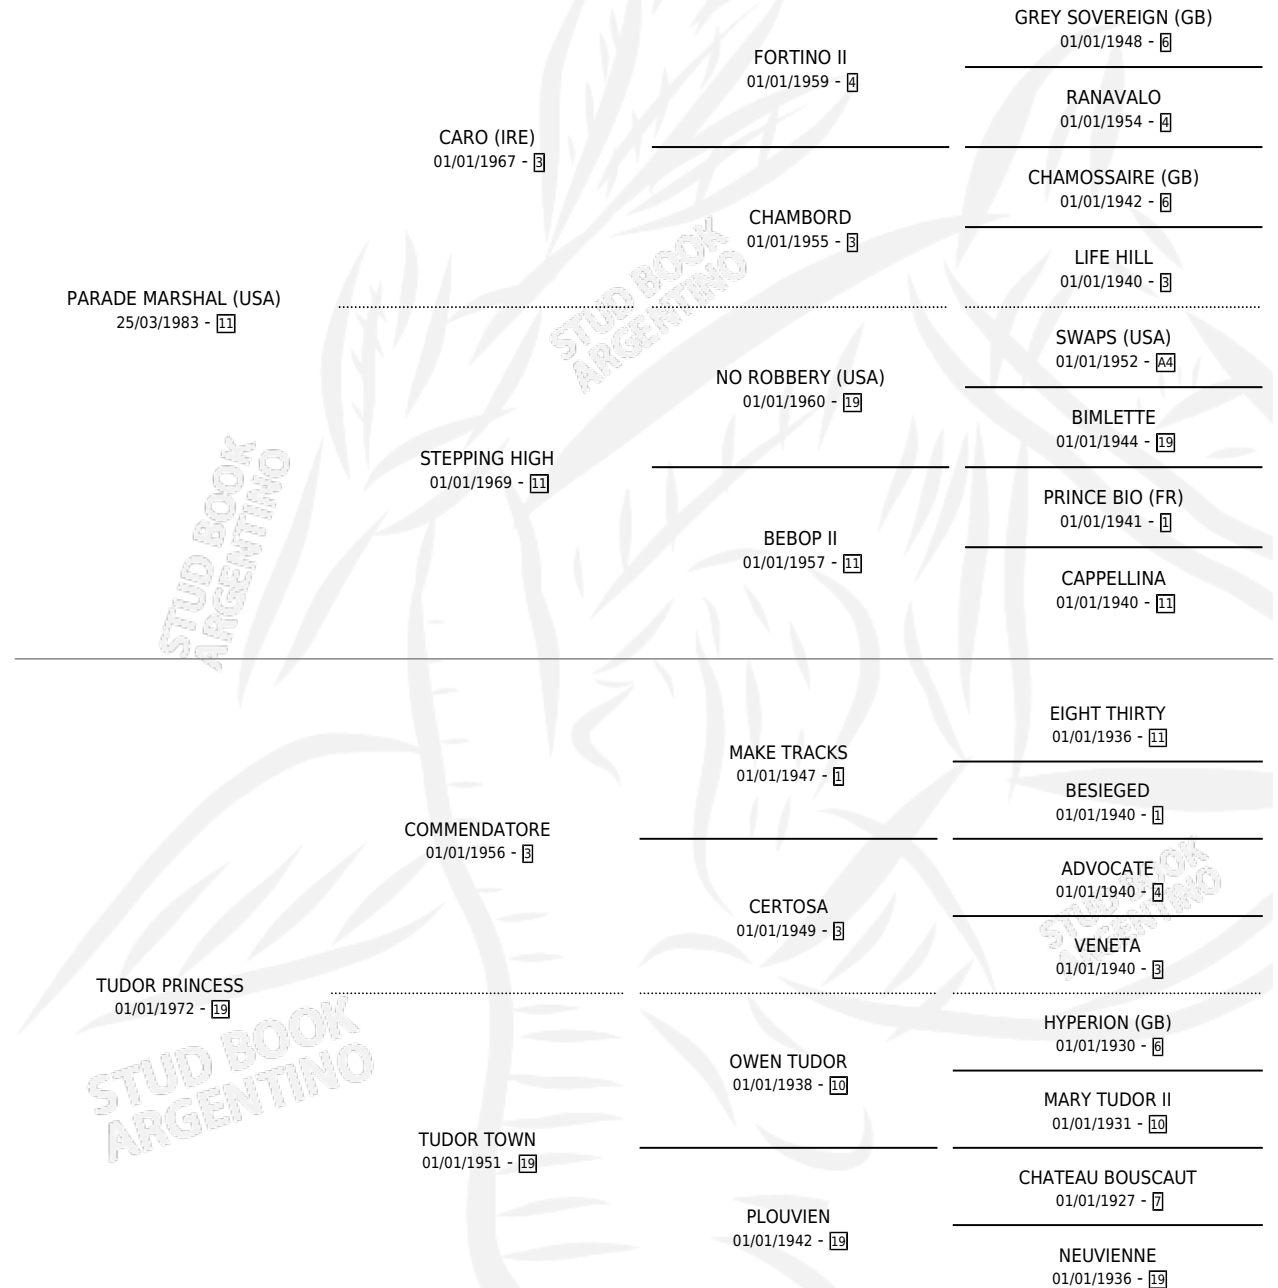 GREY SOVEREIGN (GB)
01/01/1948 - 6
FORTINO II
01/01/1959 - 4
RANAVALO
01/01/1954 - 4
CARO (IRE)
01/01/1967 - 3
CHAMOSSAIRE (GB)
01/01/1942 - 6
CHAMBORD
01/01/1955 - 3
LIFE HILL
01/01/1940 - 3
PARADE MARSHAL (USA)
25/03/1983 - 11
STUD BOOK
ARGENTINO
SWAPS (USA)
01/01/1952 - A4
NO ROBBERY (USA)
01/01/1960 - 19
BIMLETTE
01/01/1944 - 19
STEPPING HIGH
01/01/1969 - 11
PRINCE BIO (FR)
01/01/1941 - 1
BEBOP II
01/01/1957 - 11
CAPPELLINA
01/01/1940 - 11
STUD BOOK
ARGENTINO
EIGHT THIRTY
01/01/1936 - 11
MAKE TRACKS
01/01/1947 - 1
BESIEGED
01/01/1940 - 1
COMMENDATORE
01/01/1956 - 3
ADVOCATE
01/01/1940 - 4
CERTOSA
01/01/1949 - 3
VENETA
01/01/1940 - 3
STUD BOOK
ARGENTINO
TUDOR PRINCESS
01/01/1972 - 19
HYPERION (GB)
01/01/1930 - 6
OWEN TUDOR
01/01/1938 - 10
MARY TUDOR II
01/01/1931 - 10
STUD BOOK
ARGENTINO
TUDOR TOWN
01/01/1951 - 19
CHATEAU BOUSCAUT
01/01/1927 - 7
PLOUVIEN
01/01/1942 - 19
NEUVIENNE
01/01/1936 - 19